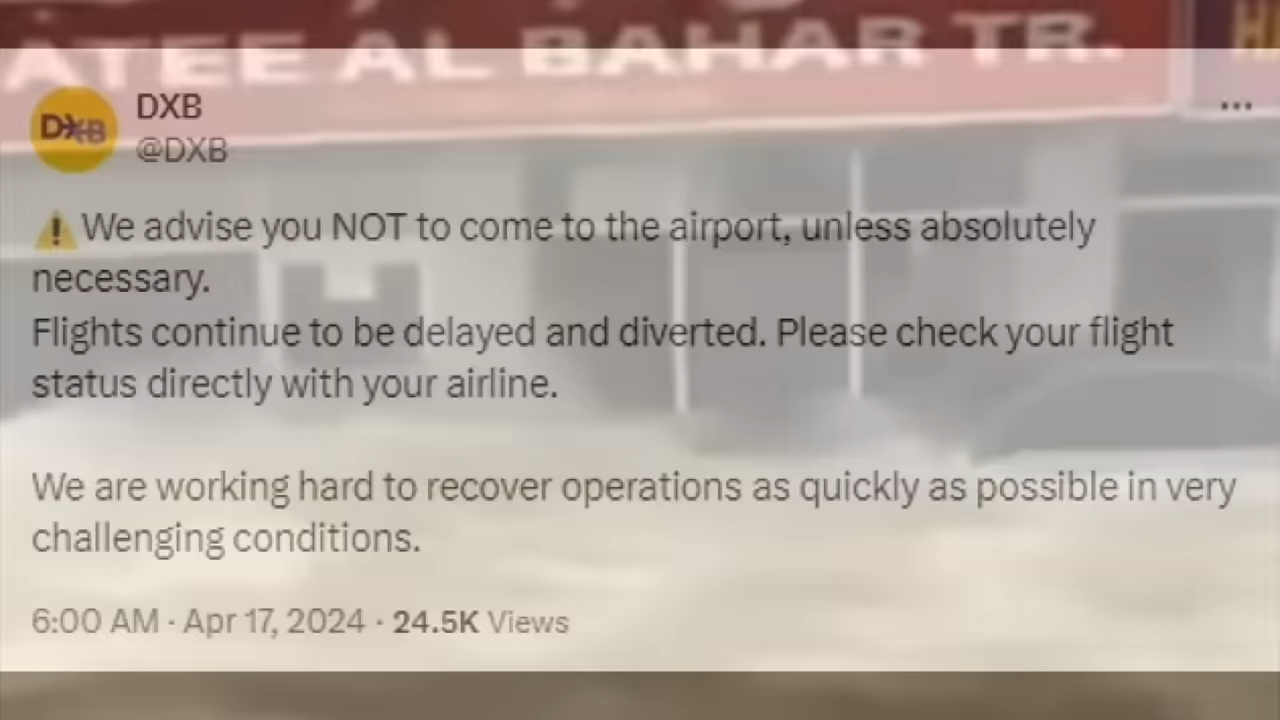 ATEE AL BAHAR TR.
DXB
DXB
@DXB
⚠️We advise you NOT to come to the airport, unless absolutely
necessary.
Flights continue to be delayed and diverted. Please check your flight
status directly with your airline.
We are working hard to recover operations as quickly as possible in very
challenging conditions.
6:00 AM · Apr 17, 2024 · 24.5K Views